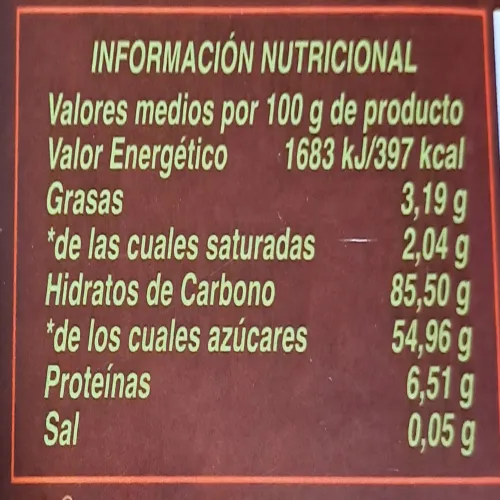 INFORMACIÓN NUTRICIONAL
Valores medios por 100 g de producto
Valor Energético 1683 kJ/397 kcal
Grasas 3,19 g
*de las cuales saturadas 2,04 g
Hidratos de Carbono 85,50 g
*de los cuales azúcares 54,96 g
Proteínas 6,51 g
Sal 0,05 g